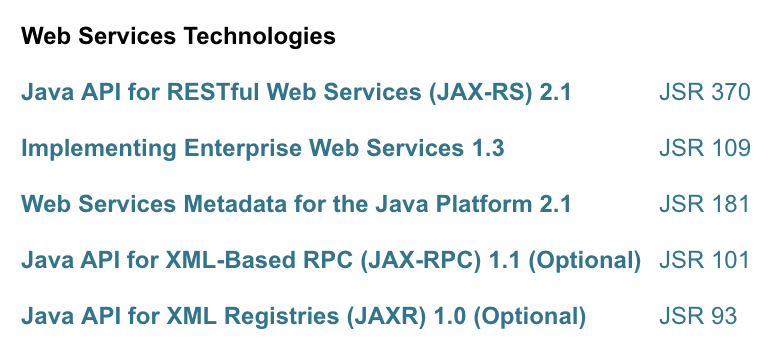 Web Services Technologies
Java API for RESTful Web Services (JAX-RS) 2.1 JSR 370
Implementing Enterprise Web Services 1.3 JSR 109
Web Services Metadata for the Java Platform 2.1 JSR 181
Java API for XML-Based RPC (JAX-RPC) 1.1 (Optional) JSR 101
Java API for XML Registries (JAXR) 1.0 (Optional) JSR 93